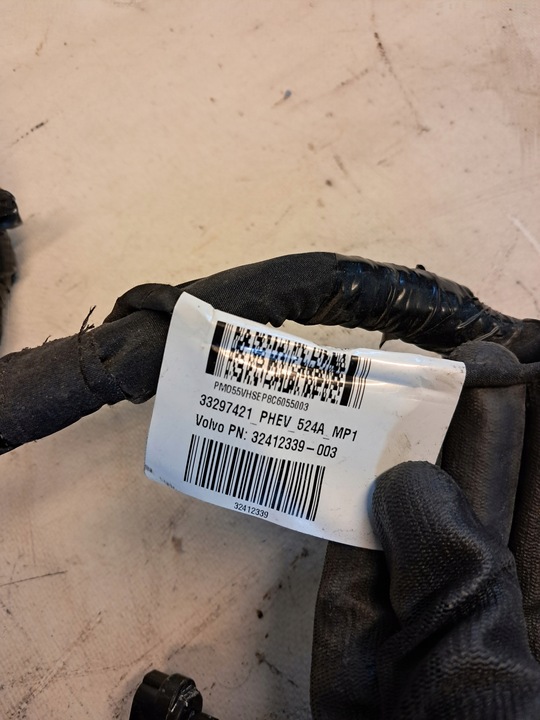 PMO55VHSEP8C6055003
33297421_PHEV_524A_MP1
Volvo PN: 32412339-003
32412339